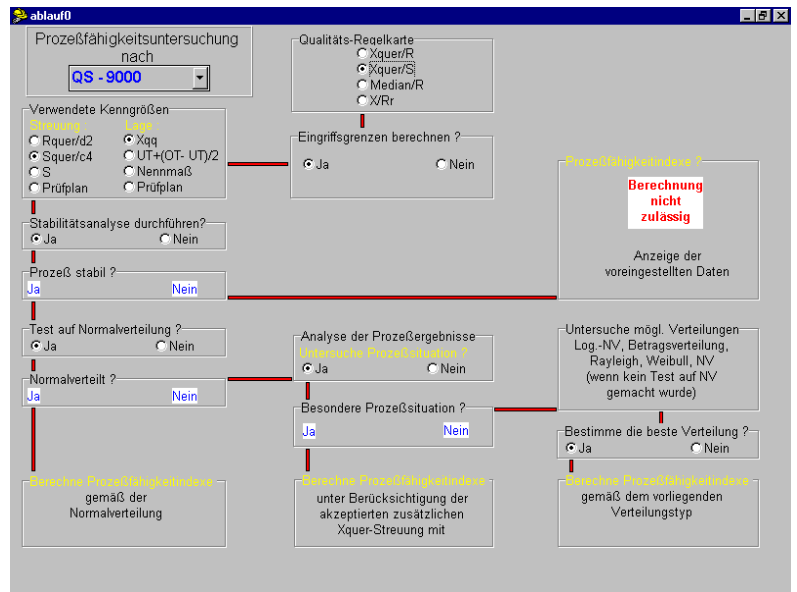 ablauf0
Prozeßfähigkeitsuntersuchung
nach
QS - 9000
Qualitäts-Regelkarte
Xquer/R
Xquer/S
Median/R
X/Rr
Verwendete Kenngrößen
Streuung Lage
Rquer/d2 Xqq
Squer/c4 UT+(OT- UT)/2
S Nennmaß
Prüfplan Prüfplan
Eingriffsgrenzen berechnen ?
Ja Nein
Prozeßfähigkeitindexe ?
Berechnung
nicht
zulässig
Anzeige der
voreingestellten Daten
Stabilitätsanalyse durchführen?
Ja Nein
Prozeß stabil ?
Ja Nein
Test auf Normalverteilung ?
Ja Nein
Analyse der Prozeßergebnisse
Untersuche Prozeßsituation ?
Ja Nein
Untersuche mögl. Verteilungen
Log.-NV, Betragsverteilung,
Rayleigh, Weibull, NV
(wenn kein Test auf NV
gemacht wurde)
Normalverteilt ?
Ja Nein
Besondere Prozeßsituation ?
Ja Nein
Bestimme die beste Verteilung ?
Ja Nein
Berechne Prozeßfähigkeitindexe
gemäß der
Normalverteilung
Berechne Prozeßfähigkeitindexe
unter Berücksichtigung der
akzeptierten zusätzlichen
Xquer-Streuung mit
Berechne Prozeßfähigkeitindexe
gemäß dem vorliegenden
Verteilungstyp